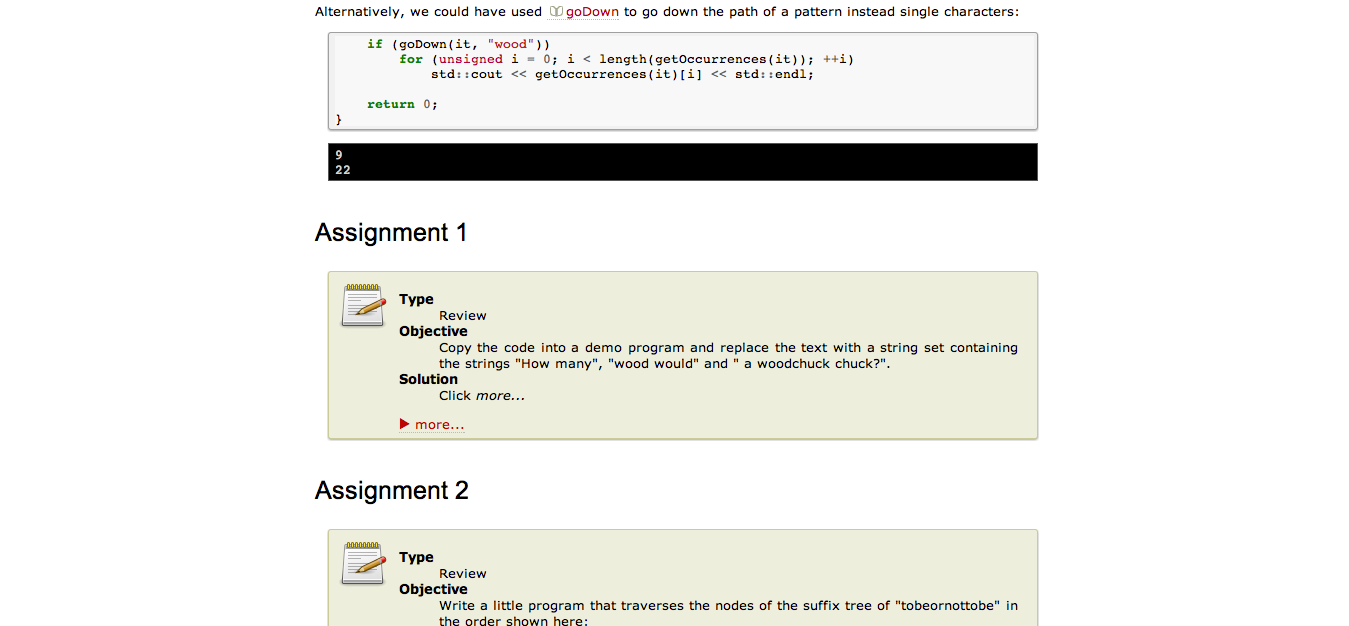 Alternatively, we could have used goDown to go down the path of a pattern instead single characters:
if (goDown(it, "wood"))
for (unsigned i = 0; i < length(getOccurrences(it)); ++i)
std::cout << getOccurrences(it)[i] << std::endl;
return 0;
}
9
22
Assignment 1
Type
Review
Objective
Copy the code into a demo program and replace the text with a string set containing
the strings "How many", "wood would" and " a woodchuck chuck?".
Solution
Click more...
more...
Assignment 2
Type
Review
Objective
Write a little program that traverses the nodes of the suffix tree of "tobeornottobe" in
the order shown here: